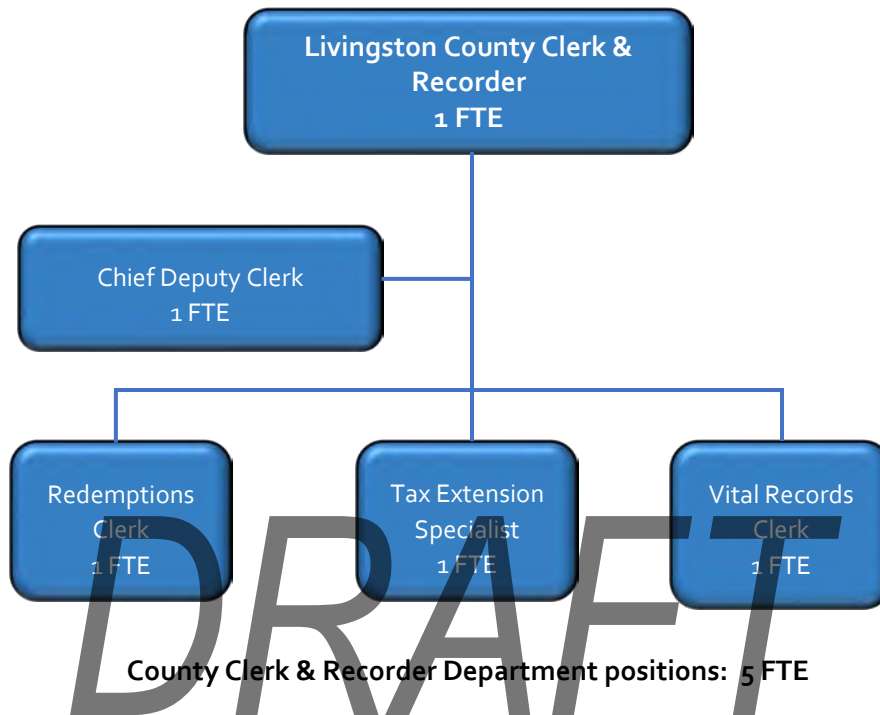 Livingston County Clerk &
Recorder
1 FTE
Chief Deputy Clerk
1 FTE
Redemptions
Clerk
1 FTE
Tax Extension
Specialist
1 FTE
Vital Records
Clerk
1 FTE
DRAFT
County Clerk & Recorder Department positions: 5 FTE